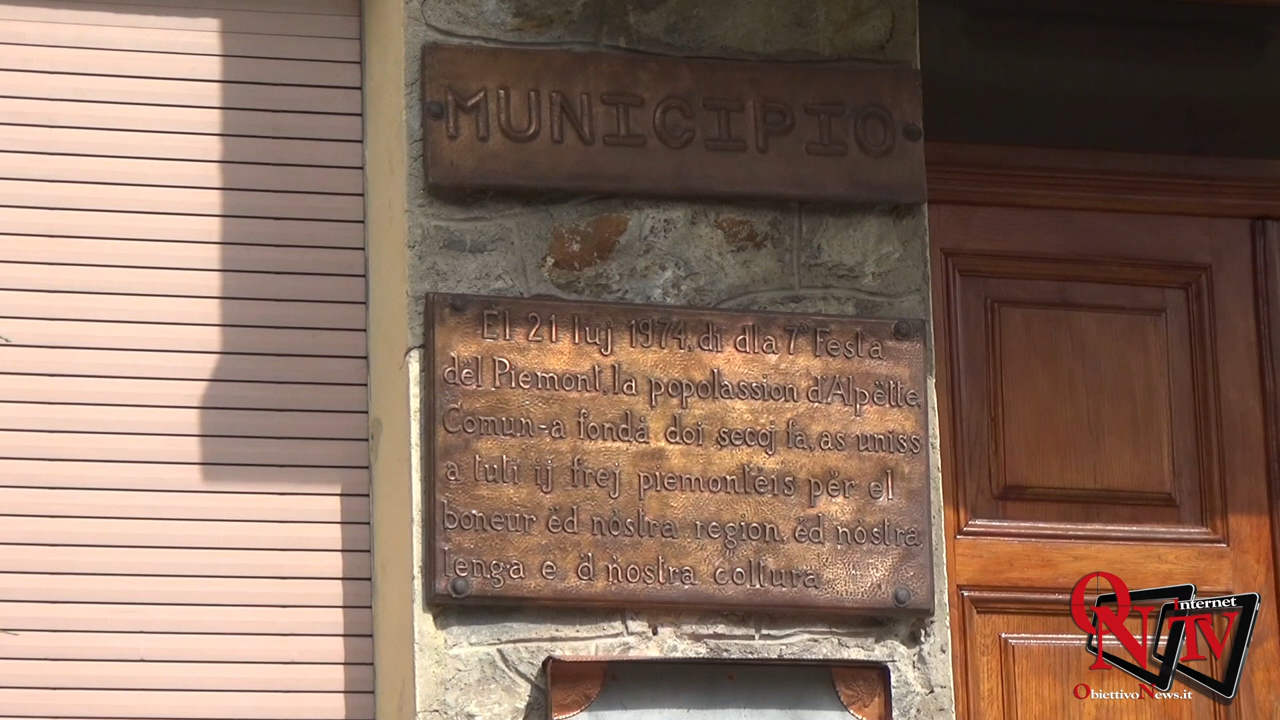 MUNICIPIO
Ël 21 luj 1974, di dla 7ª Festa
dël Piemont, la popolassion d'Alpëtte,
Comun-a fondà doi secoj fa, as uniss
a tuti ij frej piemontèis për el
boneur ëd nòstra region, ëd nòstra
lenga e 'd nòstra coltura
Internet
ON TV
ObiettivoNews.it